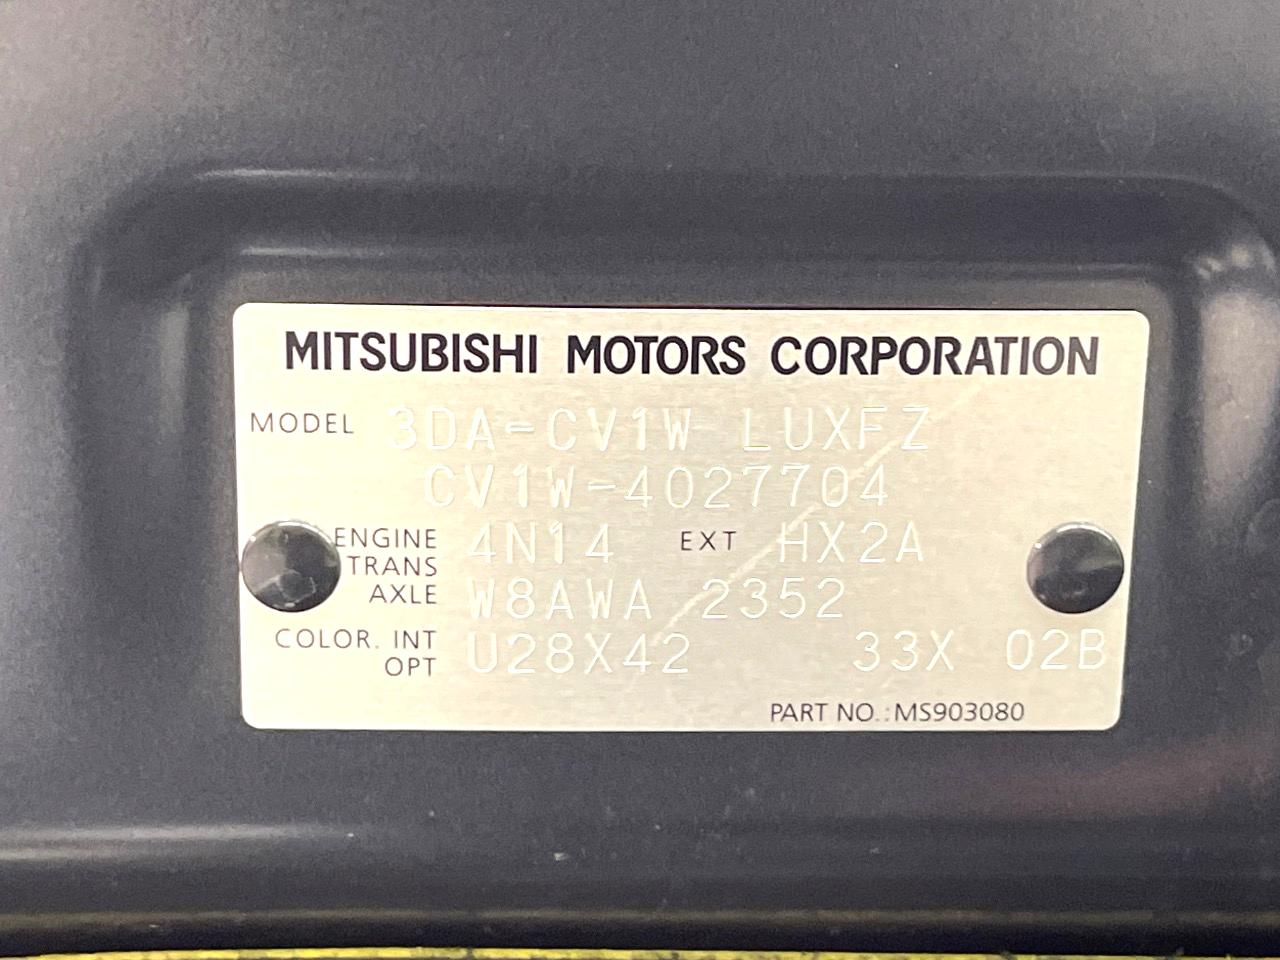 MITSUBISHI MOTORS CORPORATION
MODEL 3DA-CV1W LUXFZ
CV1W-4027704
ENGINE 4N14 EXT HX2A
TRANS
AXLE W8AWA 2352
COLOR. INT U28X42 33X 02B
OPT
PART NO.:MS903080